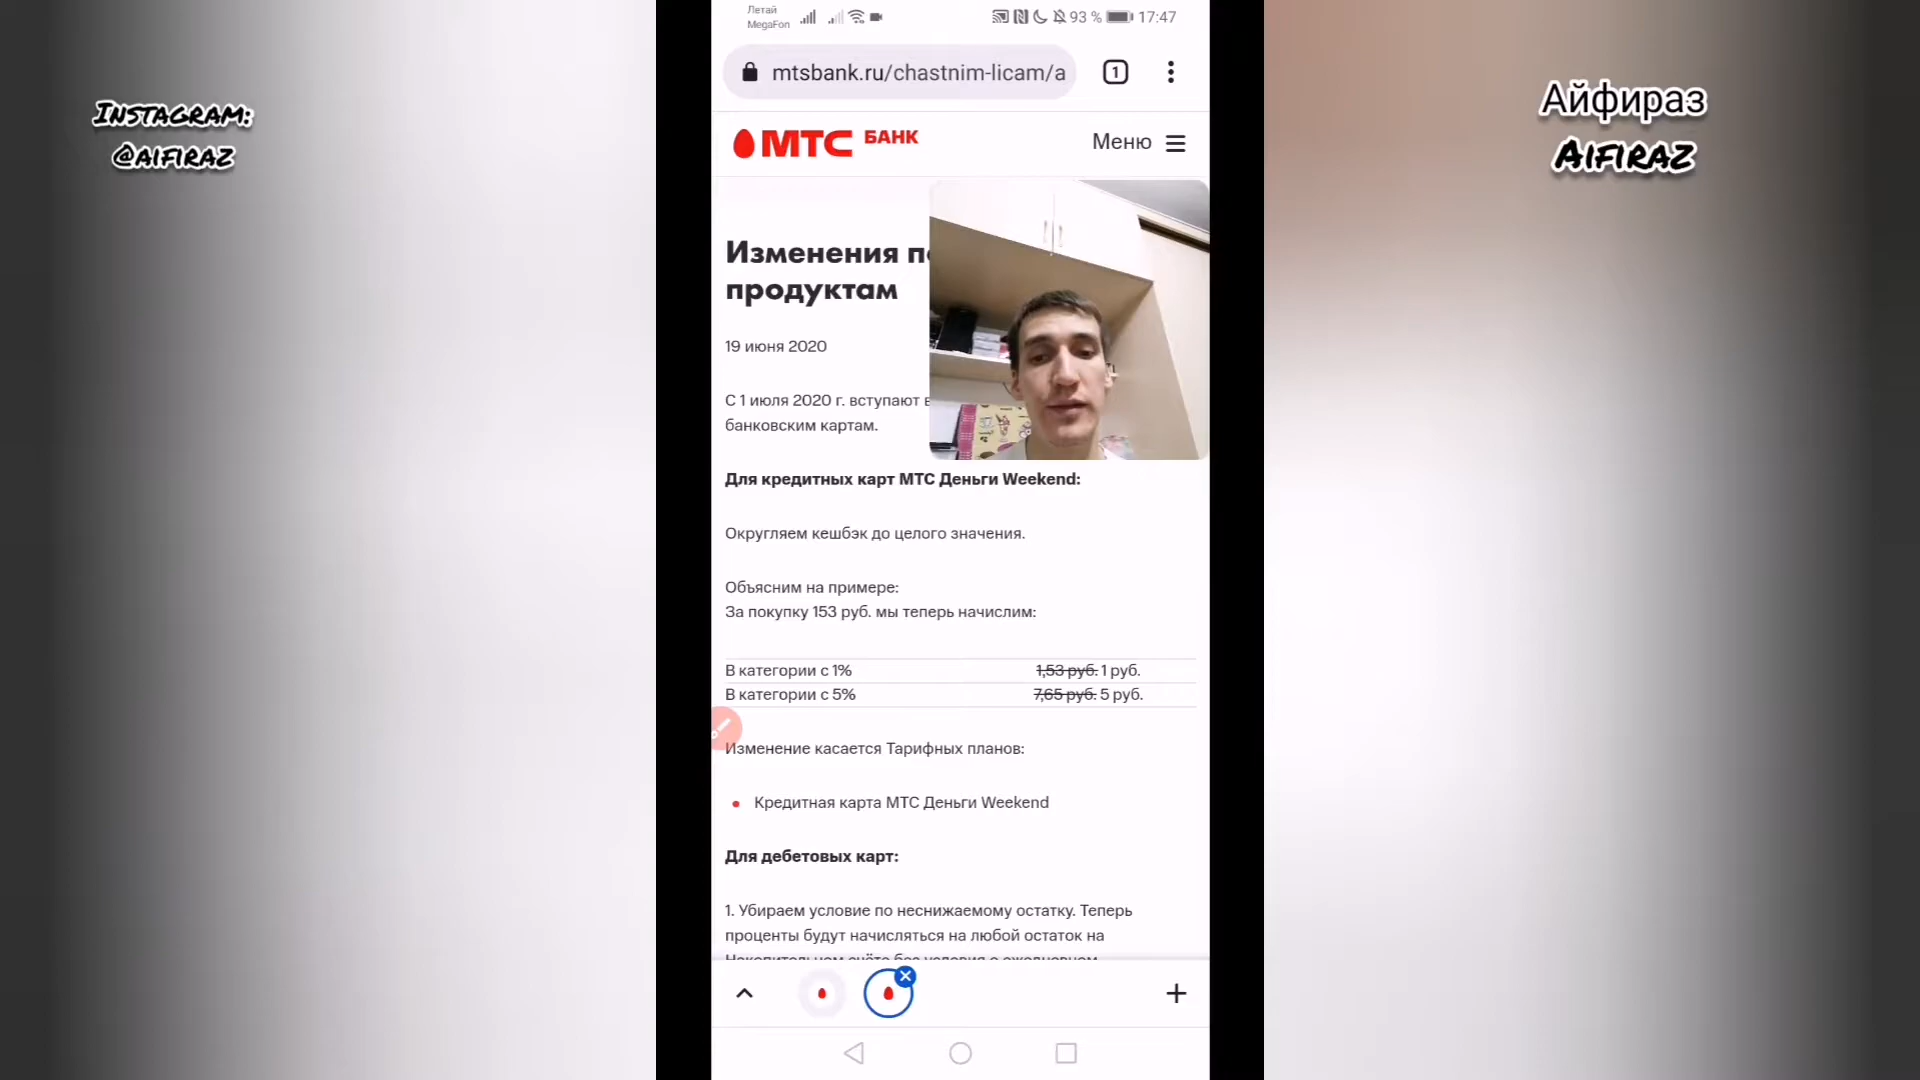 Летай
MegaFon
93 %
17:47
INSTAGRAM:
@AIFIRAZ
Айфираз
AIFIRAZ
mtsbank.ru/chastnim-licam/a
1
МТС БАНК
Меню
Изменения
продуктам
19 июня 2020
С 1 июля 2020 г. вступают
банковским картам.
Для кредитных карт МТС Деньги Weekend:
Округляем кешбэк до целого значения.
Объясним на примере:
За покупку 153 руб. мы теперь начислим:
В категории с 1% 1,53 руб. 1 руб.
В категории с 5% 7,65 руб. 5 руб.
Изменение касается Тарифных планов:
Кредитная карта МТС Деньги Weekend
Для дебетовых карт:
1. Убираем условие по неснижаемому остатку. Теперь
проценты будут начисляться на любой остаток на